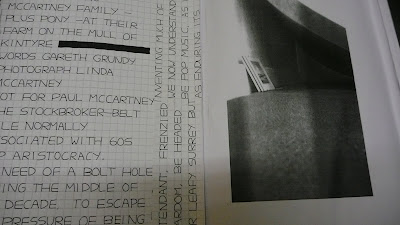 MCCARTNEY FAMILY –
PLUS PONY – AT THEIR
FARM ON THE MULL OF
KINTYRE
WORDS GARETH GRUNDY
PHOTOGRAPH LINDA
MCCARTNEY
OT FOR PAUL MCCARTNEY
HE STOCKBROKER-BELT
LE NORMALLY
SOCIATED WITH 60S
P ARISTOCRACY.
NEED OF A BOLT HOLE
ING THE MIDDLE OF
DECADE, TO ESCAPE
PRESSURE OF BEING
TENDANT, FRENZIED
ARDOM, BE HEADED
R LEAFY SURREY BUT
INVENTING MUCH OF
WE NOW UNDERSTAND
BE POP MUSIC, AS
AS ENDURING ITS